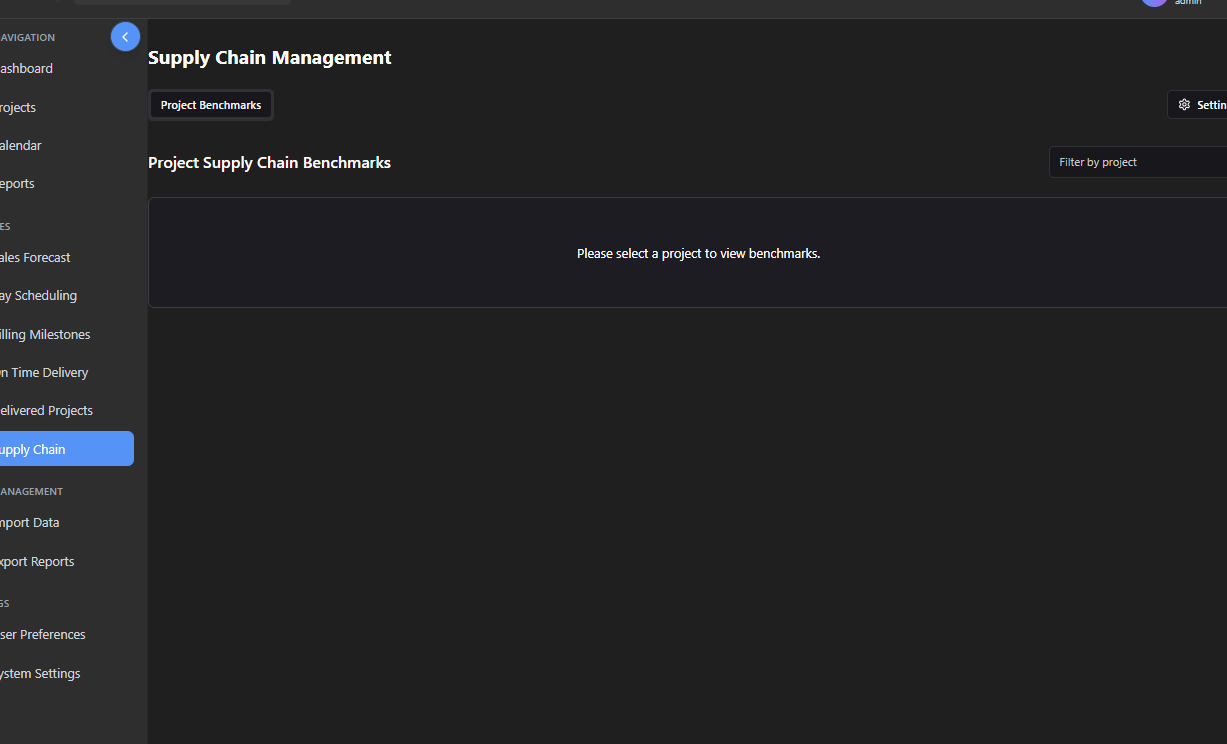 admin
AVIGATION
ashboard
rojects
alendar
eports
ES
ales Forecast
ay Scheduling
illing Milestones
n Time Delivery
elivered Projects
upply Chain
ANAGEMENT
mport Data
xport Reports
GS
ser Preferences
ystem Settings
Supply Chain Management
Project Benchmarks
Settin
Project Supply Chain Benchmarks
Filter by project
Please select a project to view benchmarks.